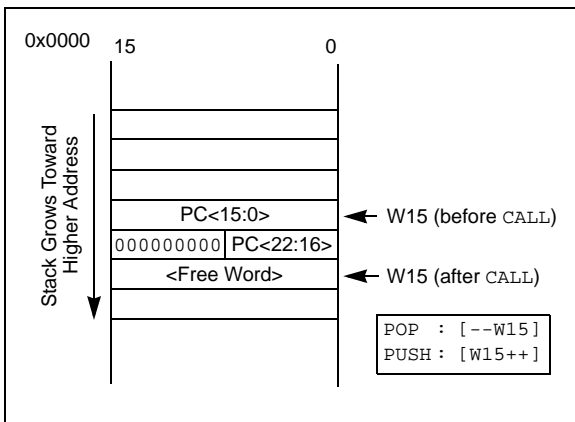 0x0000
15 0
Stack Grows Toward
Higher Address
PC<15:0>
W15 (before CALL)
000000000 PC<22:16>
<Free Word>
W15 (after CALL)
POP : [--W15]
PUSH : [W15++]